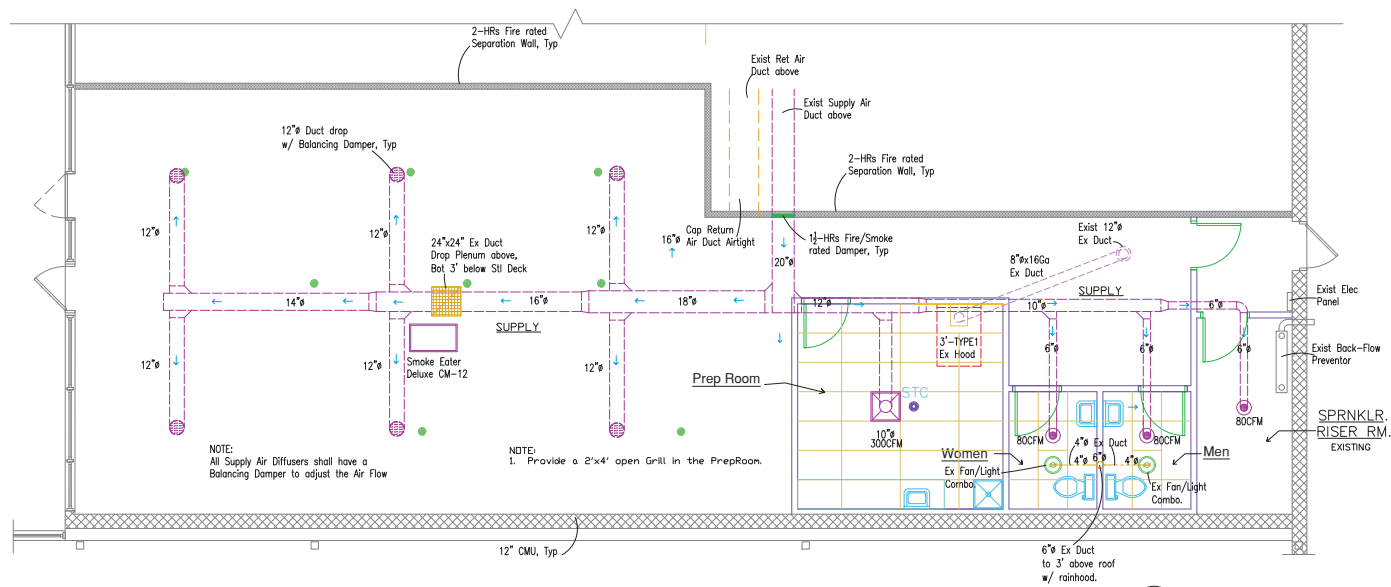 2-HRs Fire rated
Separation Wall, Typ
Exist Ret Air
Duct above
Exist Supply Air
Duct above
12"ø Duct drop
w/ Balancing Damper, Typ
2-HRs Fire rated
Separation Wall, Typ
12"ø
12"ø
12"ø
24"x24" Ex Duct
Drop Plenum above,
Bot 3' below Stl Deck
16"ø
Cap Return
Air Duct Airtight
1½-HRs Fire/Smoke
rated Damper, Typ
20"ø
Exist 12"ø
Ex Duct
8"øx16Ga
Ex Duct
14"ø
16"ø
18"ø
12"ø
10"ø
SUPPLY
6"ø
SUPPLY
Exist Elec
Panel
Smoke Eater
Deluxe CM-12
12"ø
12"ø
12"ø
3'-TYPE1
Ex Hood
6"ø
6"ø
6"ø
Exist Back-Flow
Preventor
Prep Room
STC
10"ø
300CFM
80CFM
80CFM
80CFM
SPRNKLR.
RISER RM.
EXISTING
NOTE:
All Supply Air Diffusers shall have a
Balancing Damper to adjust the Air Flow
NOTE:
1. Provide a 2'x4' open Grill in the PrepRoom.
Women
4"ø Ex Duct
4"ø
6"ø
4"ø
Men
Ex Fan/Light
Combo.
Ex Fan/Light
Combo.
12" CMU, Typ
6"ø Ex Duct
to 3' above roof
w/ rainhood.